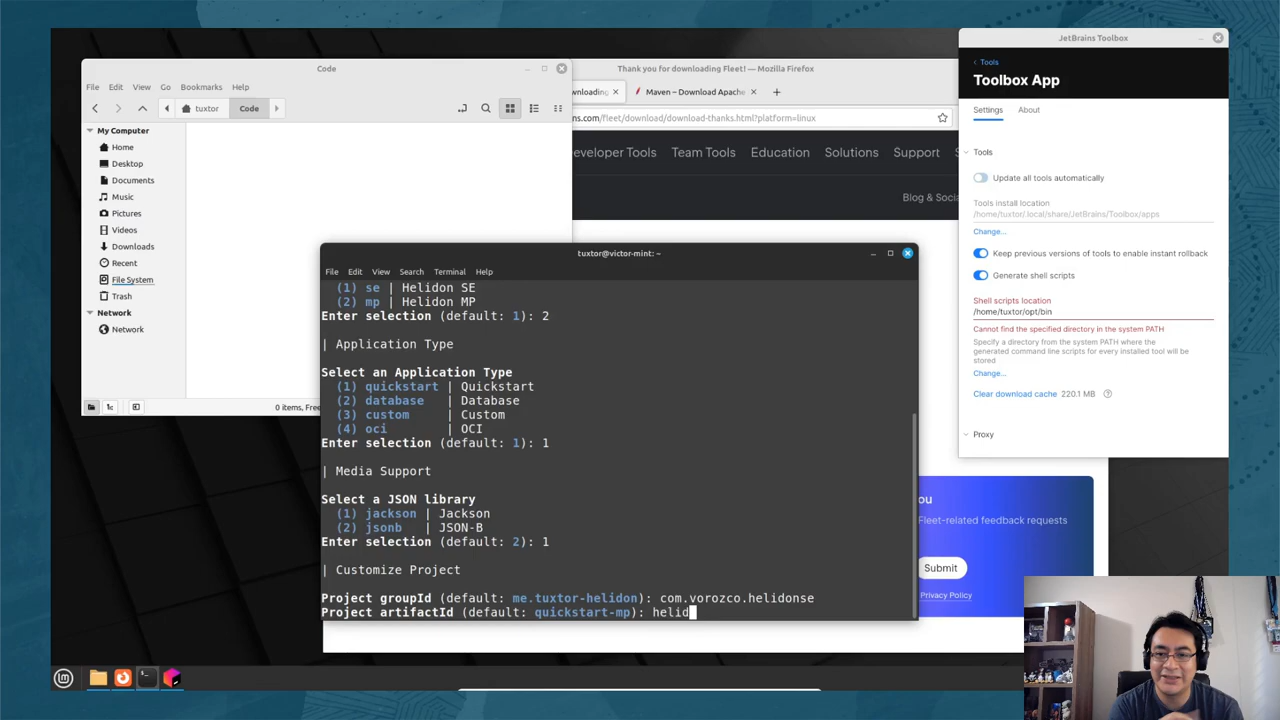 Code
File Edit View Go Bookmarks Help
tuxtor Code
My Computer
Home
Desktop
Documents
Music
Pictures
Videos
Downloads
Recent
File System
Trash
Network
Network
0 items, Free
Thank you for downloading Fleet! — Mozilla Firefox
wnloading
Maven – Download Apache
ns.com/fleet/download/download-thanks.html?platform=linux
eveloper Tools Team Tools Education Solutions Support
Blog & Socia
JetBrains Toolbox
Tools
Toolbox App
Settings About
Tools
Update all tools automatically
Tools install location
/home/tuxtor/.local/share/JetBrains/Toolbox/apps
Change...
Keep previous versions of tools to enable instant rollback
Generate shell scripts
Shell scripts location
/home/tuxtor/opt/bin
Cannot find the specified directory in the system PATH
Specify a directory from the system PATH where the
generated command line scripts for every installed tool will be
stored
Change...
Clear download cache 220.1 MB
Proxy
tuxtor@victor-mint: ~
File Edit View Search Terminal Help
(1) se | Helidon SE
(2) mp | Helidon MP
Enter selection (default: 1): 2
| Application Type
Select an Application Type
(1) quickstart | Quickstart
(2) database | Database
(3) custom | Custom
(4) oci | OCI
Enter selection (default: 1): 1
| Media Support
Select a JSON library
(1) jackson | Jackson
(2) jsonb | JSON-B
Enter selection (default: 2): 1
| Customize Project
Project groupId (default: me.tuxtor-helidon): com.vorozco.helidonse
Project artifactId (default: quickstart-mp): helid
ou
Fleet-related feedback requests
Submit
Privacy Policy